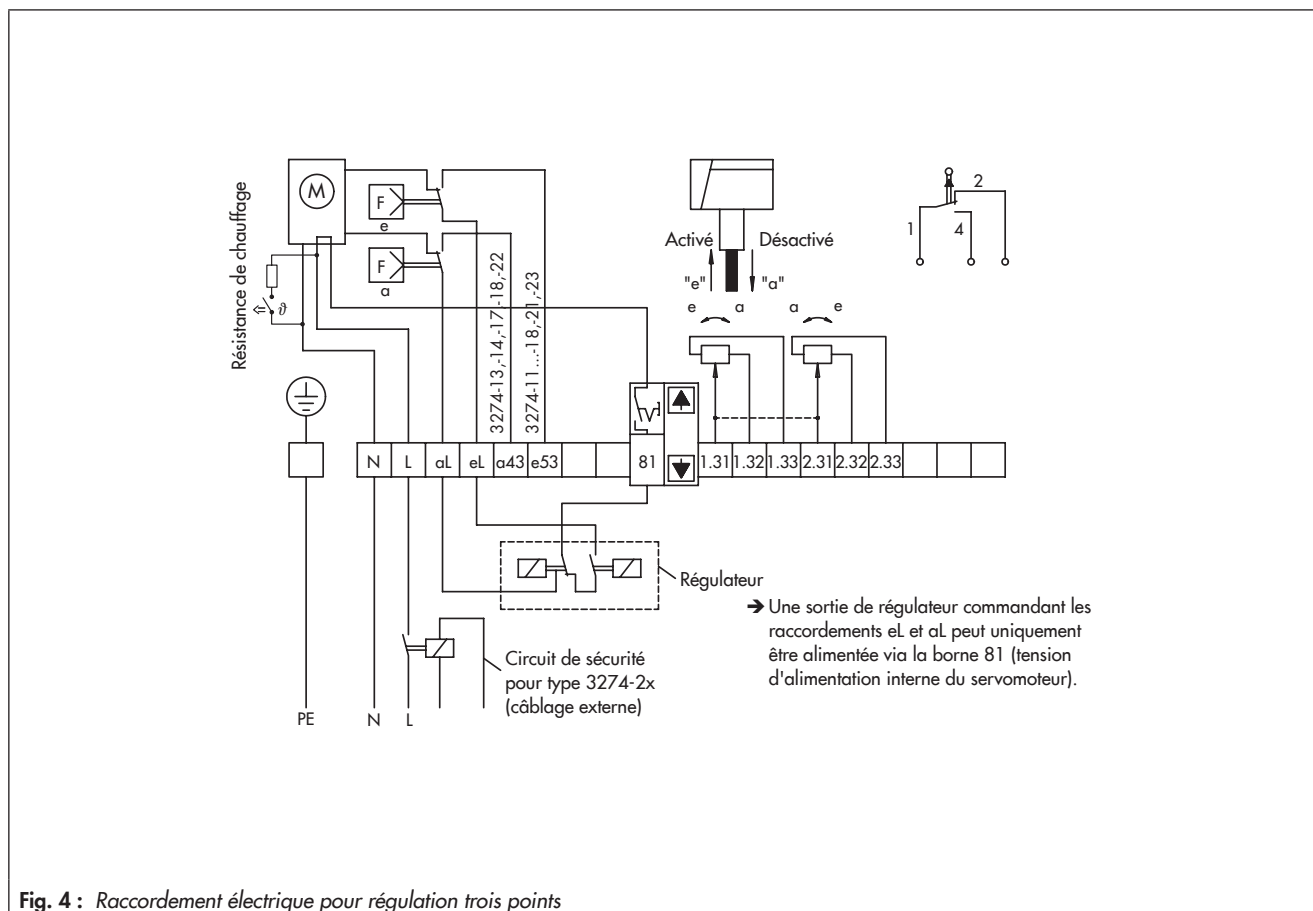 M
F
e
F
a
Résistance de chauffage
ϑ
3274-13,-14,-17,-18,-22
3274-11...-18,-21,-23
Activé Désactivé
"e" "a"
e a a e
1 2 4
N L aL eL a43 e53 81 1.31 1.32 1.33 2.31 2.32 2.33
Régulateur
➔ Une sortie de régulateur commandant les
raccordements eL et aL peut uniquement
être alimentée via la borne 81 (tension
d'alimentation interne du servomoteur).
Circuit de sécurité
pour type 3274-2x
(câblage externe)
PE N L
Fig. 4 : Raccordement électrique pour régulation trois points